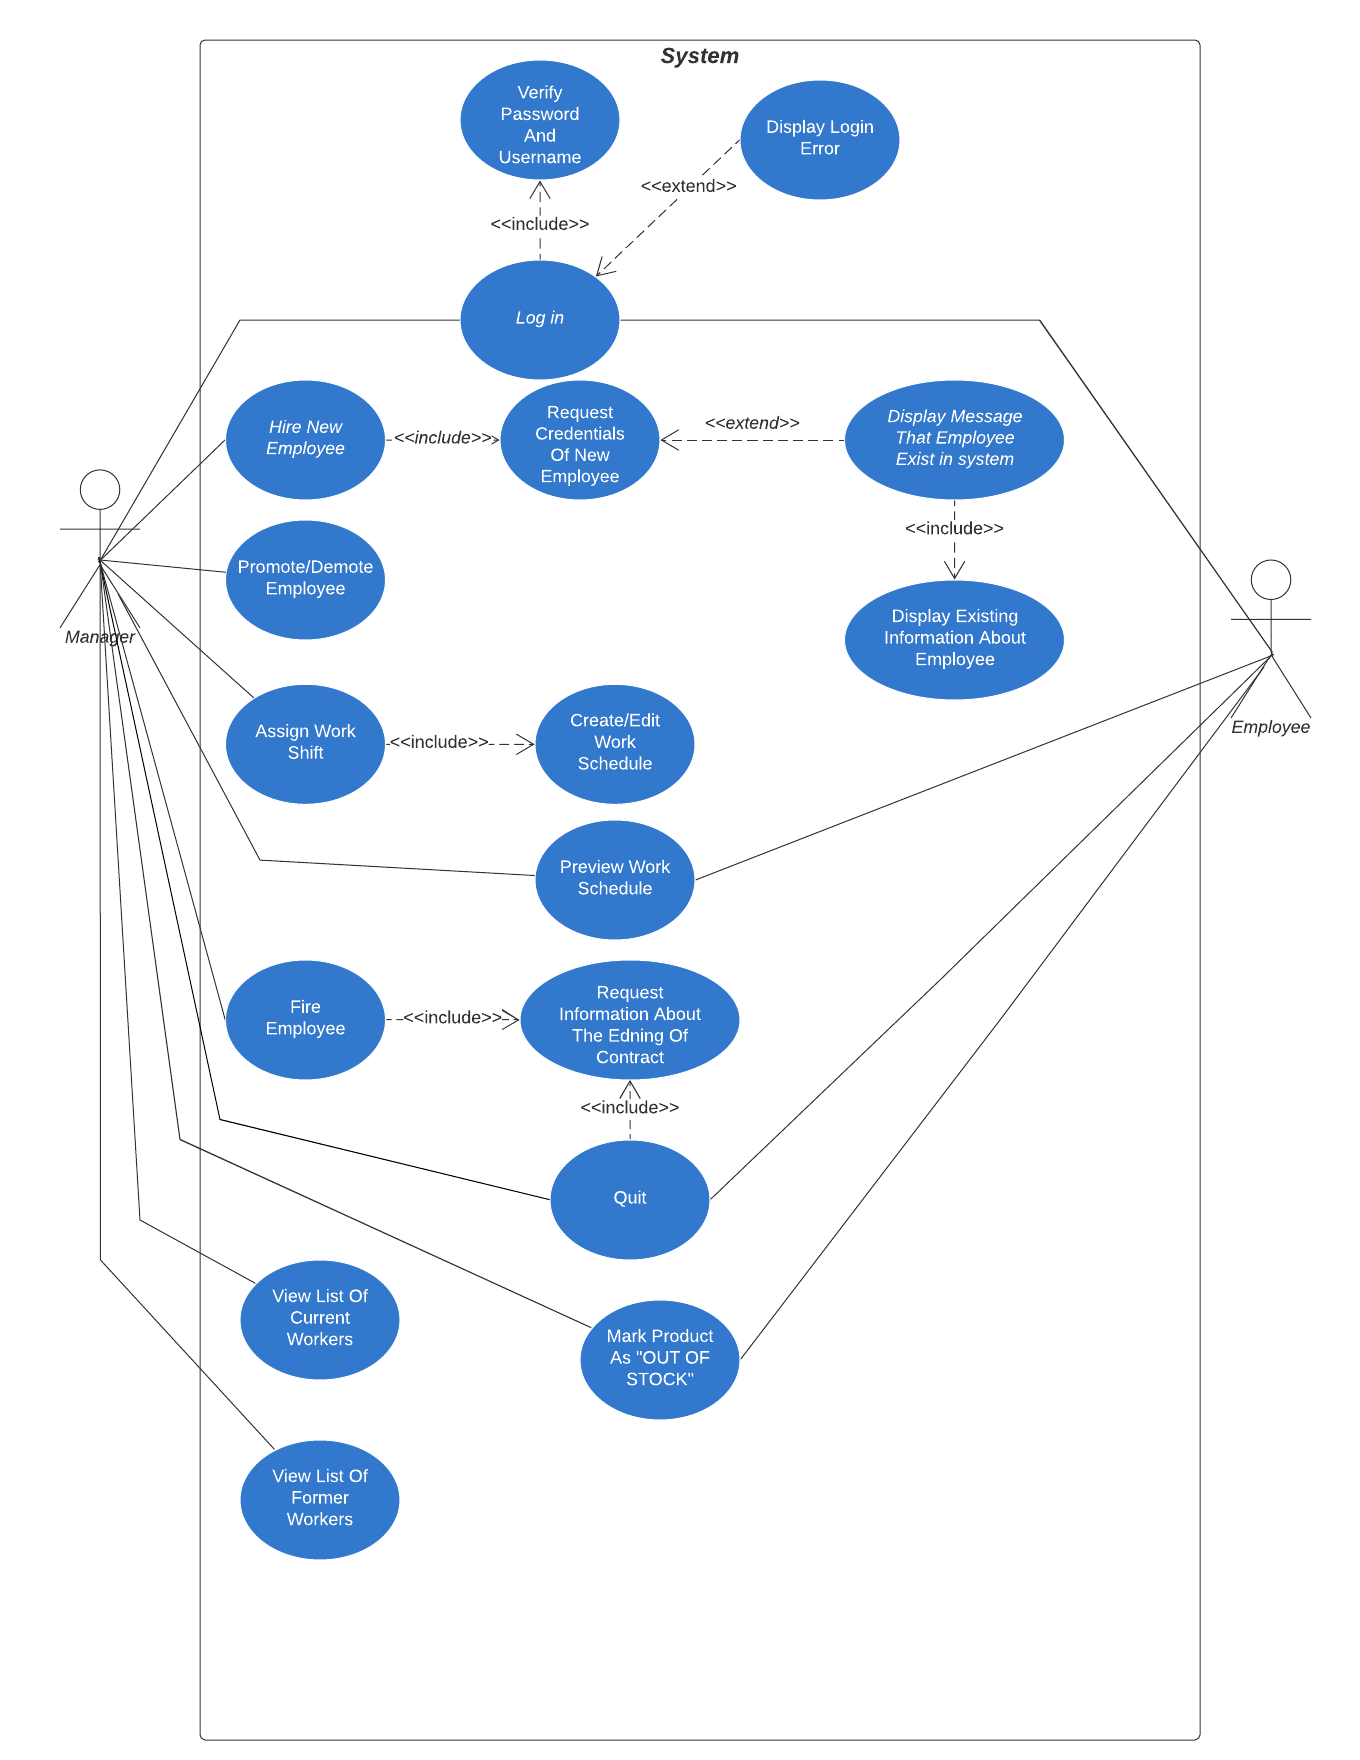 System
Verify
Password
And
Username
Display Login
Error
<<extend>>
<<include>>
Log in
Hire New
Employee
<<include>>
Request
Credentials
Of New
Employee
<<extend>>
Display Message
That Employee
Exist in system
<<include>>
Promote/Demote
Employee
Manager
Display Existing
Information About
Employee
Employee
Assign Work
Shift
<<include>>
Create/Edit
Work
Schedule
Preview Work
Schedule
Fire
Employee
<<include>>
Request
Information About
The Edning Of
Contract
<<include>>
Quit
View List Of
Current
Workers
Mark Product
As "OUT OF
STOCK"
View List Of
Former
Workers